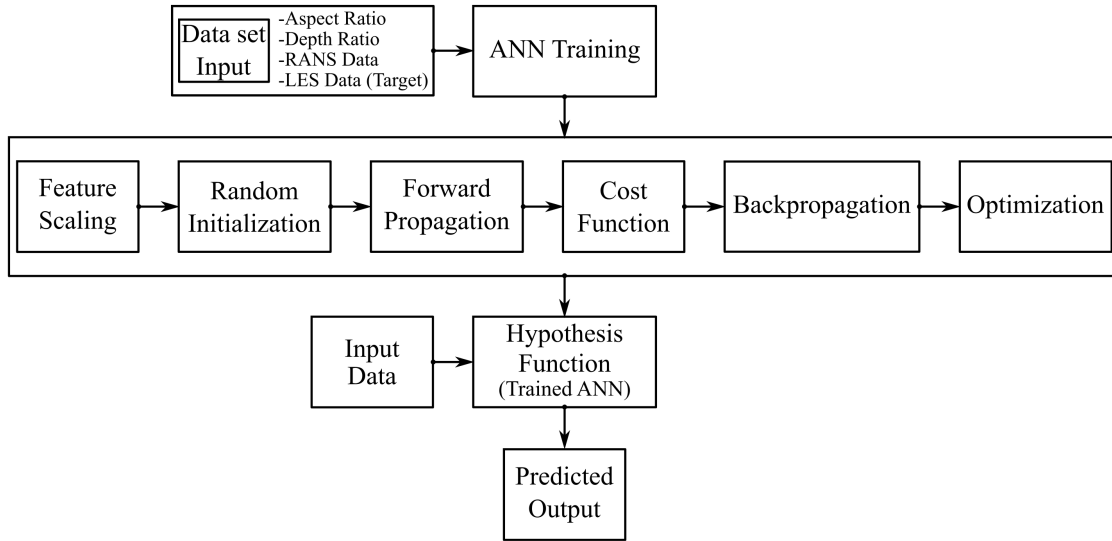 Data set
Input
-Aspect Ratio
-Depth Ratio
-RANS Data
-LES Data (Target)
ANN Training
Feature
Scaling
Random
Initialization
Forward
Propagation
Cost
Function
Backpropagation
Optimization
Input
Data
Hypothesis
Function
(Trained ANN)
Predicted
Output